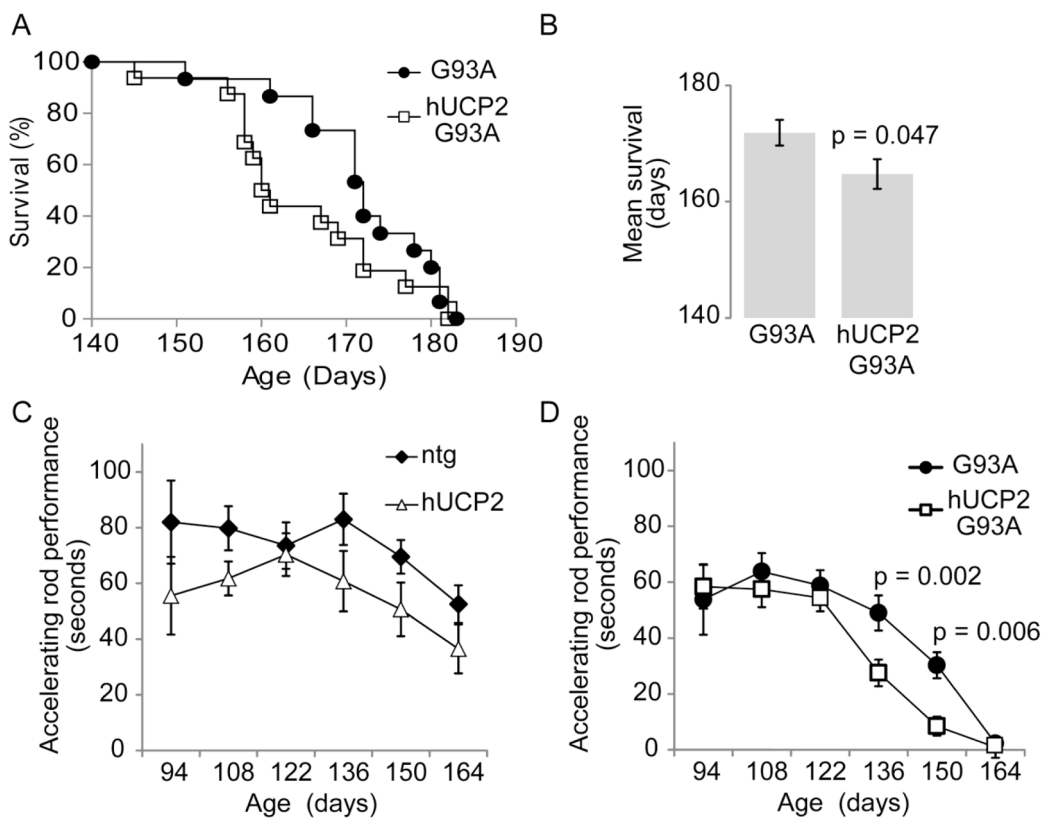 A
Survival (%)
100
80
60
40
20
0
140 150 160 170 180 190
Age (Days)
G93A
hUCP2
G93A
B
Mean survival
(days)
180
160
140
p = 0.047
G93A
hUCP2
G93A
C
Accelerating rod performance
(seconds)
100
80
60
40
20
0
94 108 122 136 150 164
Age (days)
ntg
hUCP2
D
Accelerating rod performance
(seconds)
100
80
60
40
20
0
94 108 122 136 150 164
Age (days)
G93A
hUCP2
G93A
p = 0.002
p = 0.006